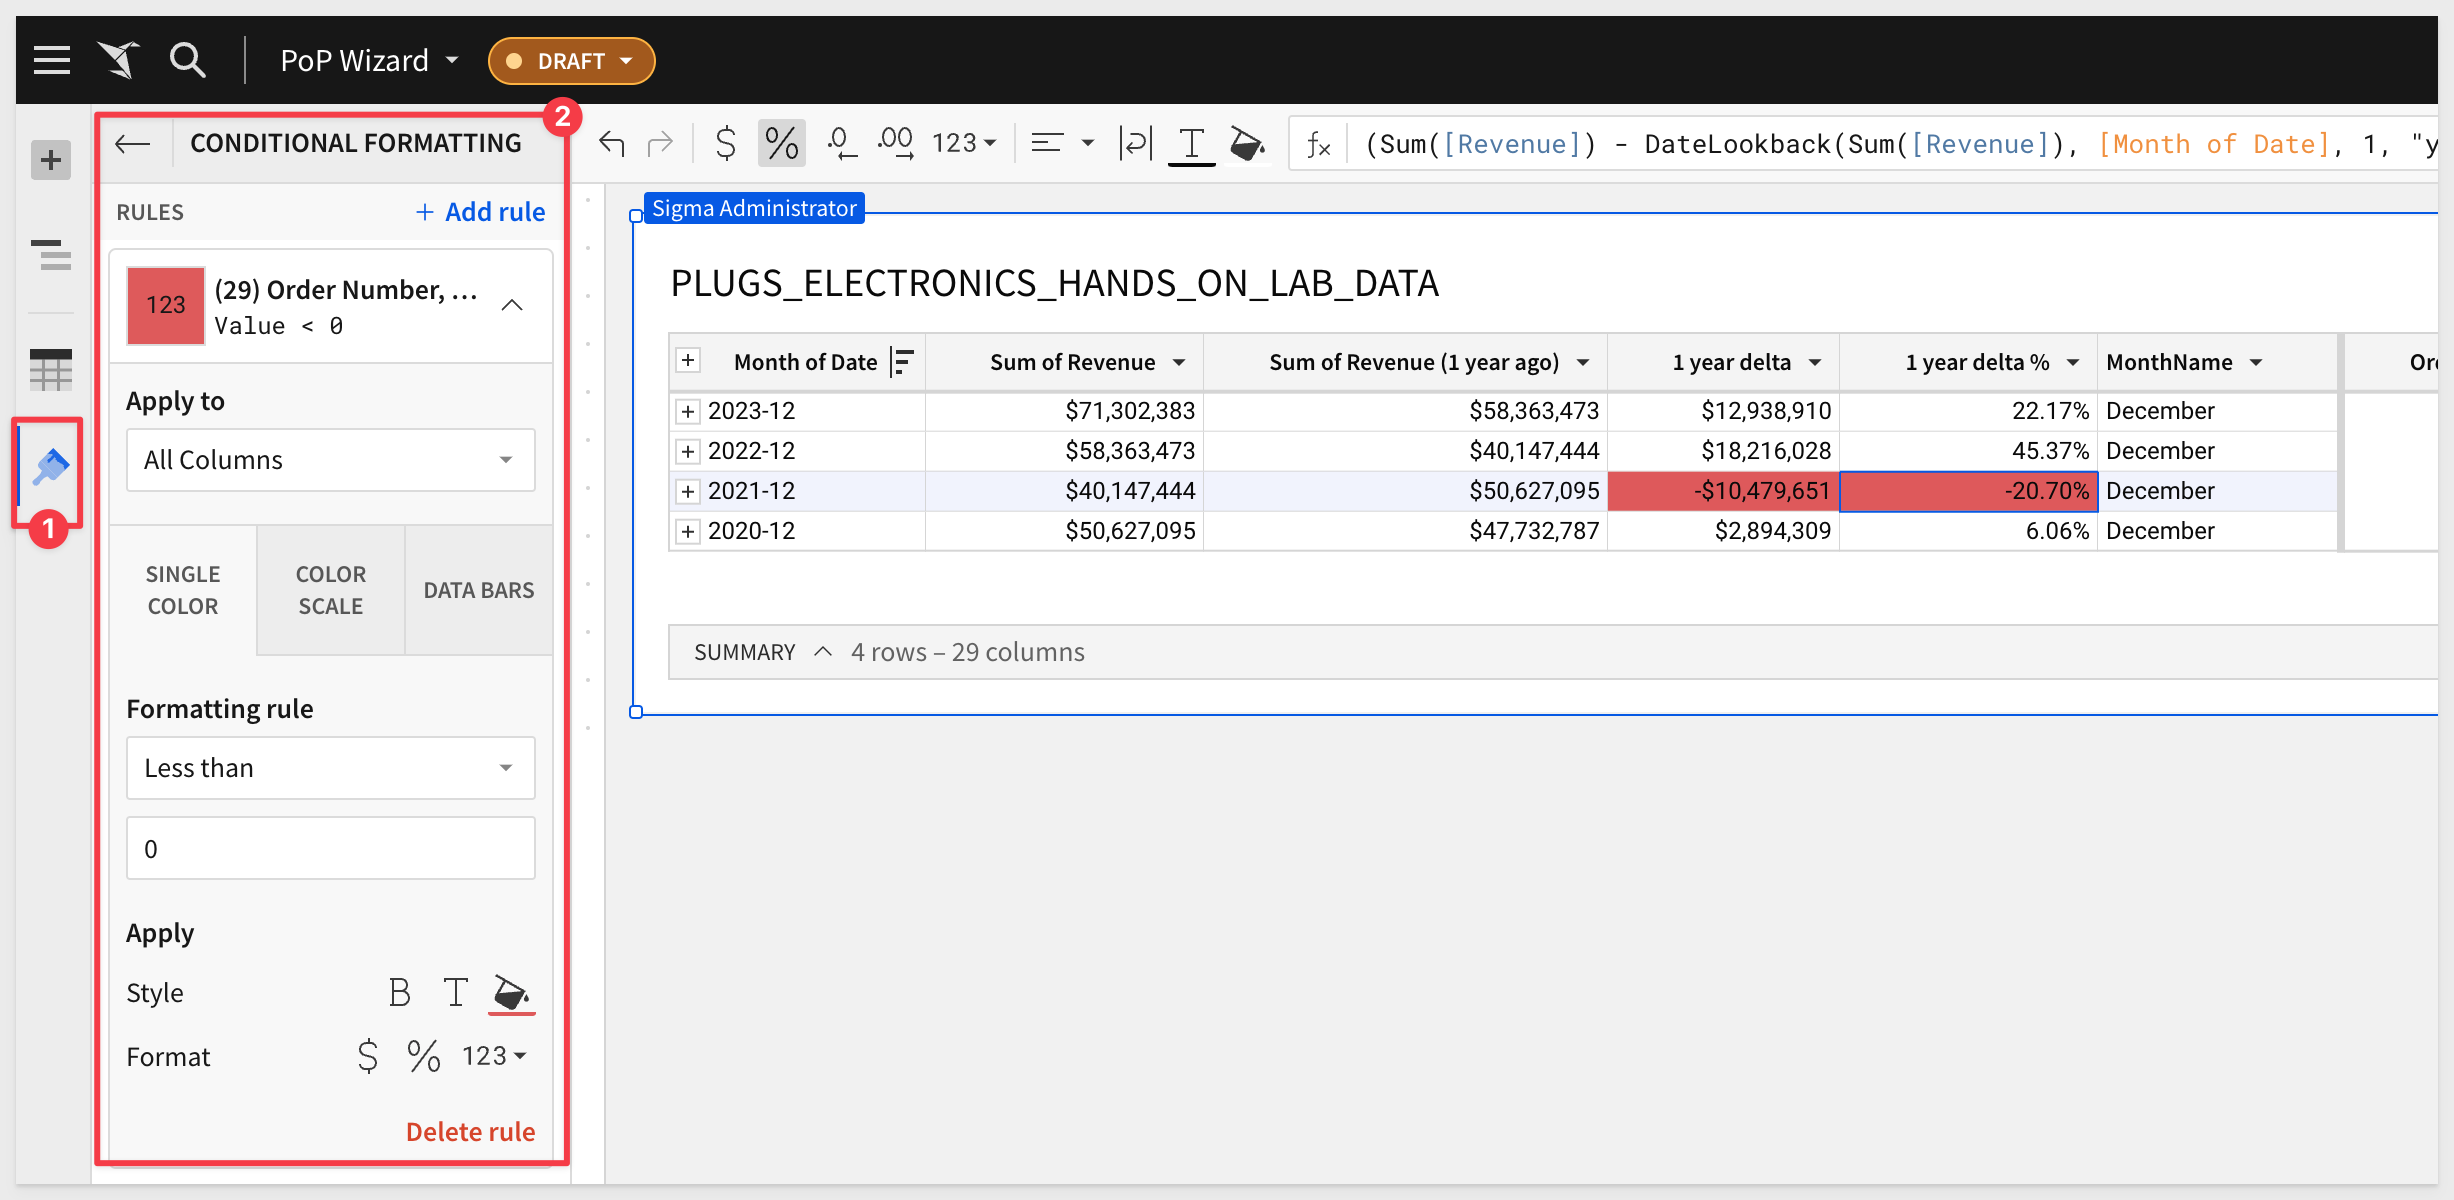 PoP Wizard
DRAFT
2
CONDITIONAL FORMATTING
$ % .0 .00 123
T
fx (Sum([Revenue]) - DateLookback(Sum([Revenue]), [Month of Date], 1, "y
RULES
+ Add rule
123
(29) Order Number, ...
Value < 0
Apply to
All Columns
1
SINGLE COLOR
COLOR SCALE
DATA BARS
Formatting rule
Less than
0
Apply
Style B T
Format $ % 123
Delete rule
Sigma Administrator
PLUGS_ELECTRONICS_HANDS_ON_LAB_DATA
Month of Date Sum of Revenue Sum of Revenue (1 year ago) 1 year delta 1 year delta % MonthName
2023-12 $71,302,383 $58,363,473 $12,938,910 22.17% December
2022-12 $58,363,473 $40,147,444 $18,216,028 45.37% December
2021-12 $40,147,444 $50,627,095 -$10,479,651 -20.70% December
2020-12 $50,627,095 $47,732,787 $2,894,309 6.06% December
SUMMARY 4 rows – 29 columns